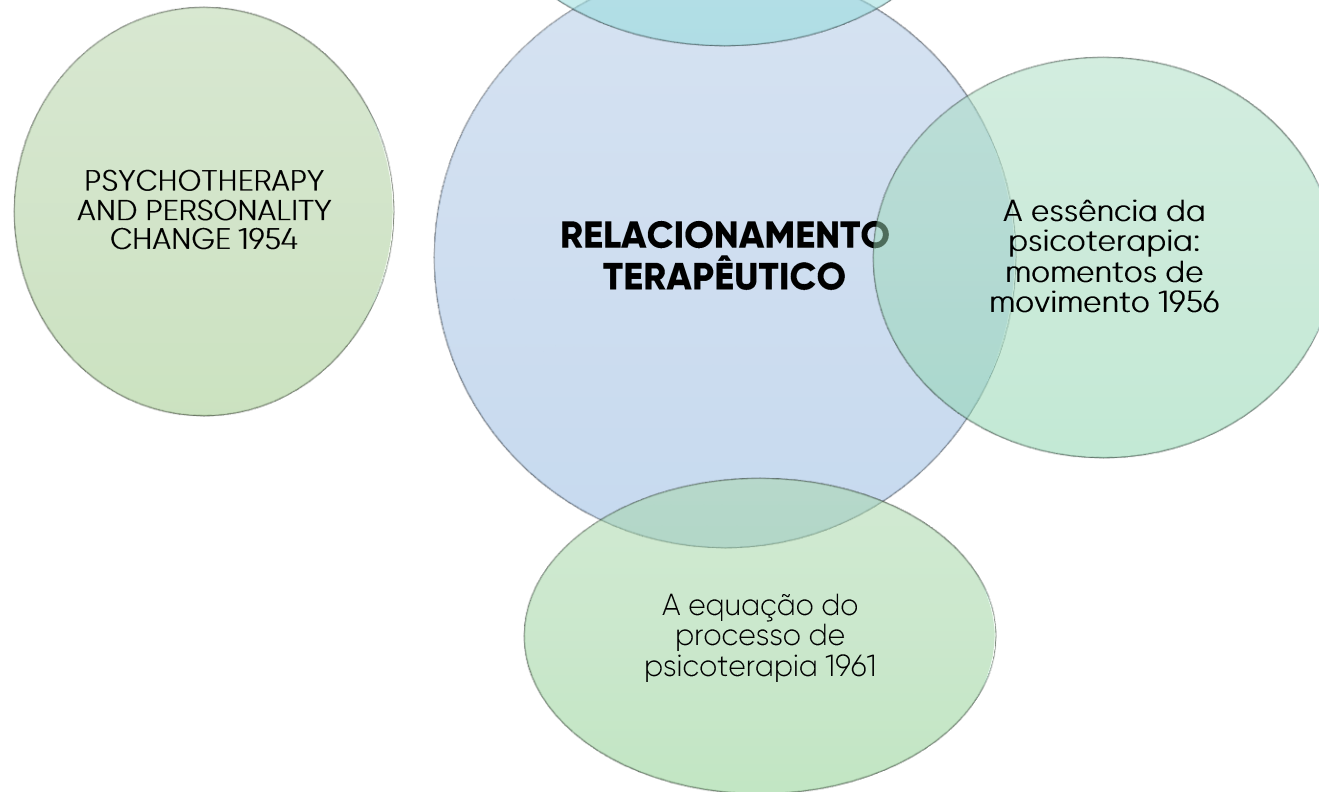 PSYCHOTHERAPY
AND PERSONALITY
CHANGE 1954
RELACIONAMENTO
TERAPÊUTICO
A essência da
psicoterapia:
momentos de
movimento 1956
A equação do
processo de
psicoterapia 1961